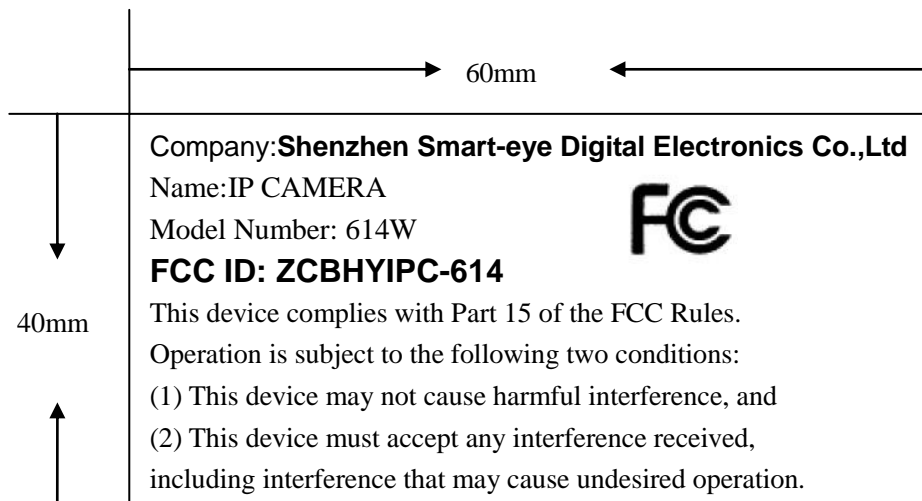 60mm
Company:Shenzhen Smart-eye Digital Electronics Co.,Ltd
Name:IP CAMERA
FC
Model Number: 614W
FCC ID: ZCBHYIPC-614
This device complies with Part 15 of the FCC Rules.
40mm
Operation is subject to the following two conditions:
(1) This device may not cause harmful interference, and
(2) This device must accept any interference received,
including interference that may cause undesired operation.